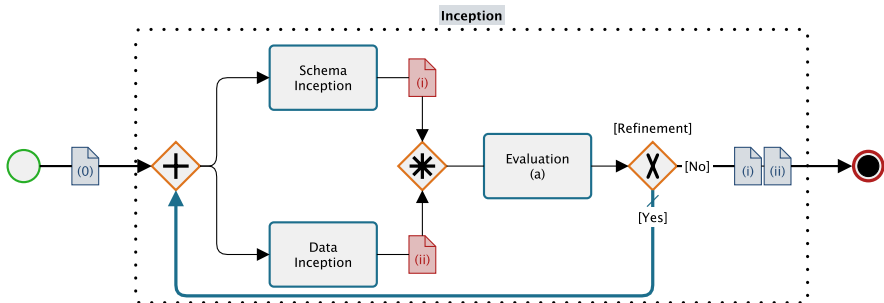 Inception
Schema
Inception
(i)
[Refinement]
(0)
Evaluation
(a)
[No]
(i)
(ii)
[Yes]
Data
Inception
(ii)